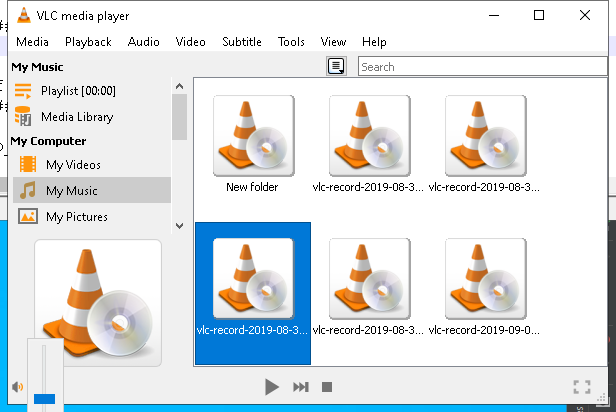 VLC media player
Media Playback Audio Video Subtitle Tools View Help
My Music
Search
Playlist [00:00]
Media Library
My Computer
My Videos
My Music
My Pictures
New folder
vlc-record-2019-08-3...
vlc-record-2019-08-3...
vlc-record-2019-08-3...
vlc-record-2019-08-3...
vlc-record-2019-09-0...